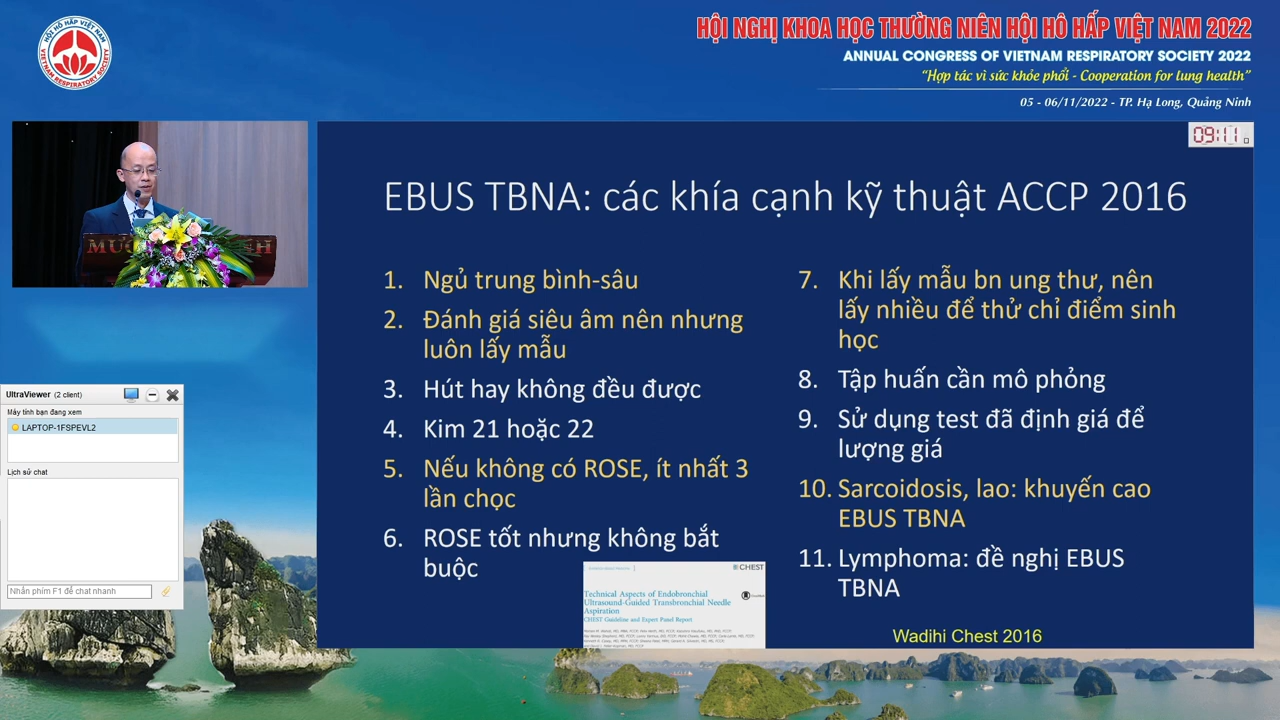 HỘI HÔ HẤP VIỆT NAM
VIETNAM RESPIRATORY SOCIETY
HỘI NGHỊ KHOA HỌC THƯỜNG NIÊN HỘI HÔ HẤP VIỆT NAM 2022
ANNUAL CONGRESS OF VIETNAM RESPIRATORY SOCIETY 2022
“Hợp tác vì sức khỏe phổi - Cooperation for lung health”
05 - 06/11/2022 - TP. Hạ Long, Quảng Ninh
09:11
EBUS TBNA: các khía cạnh kỹ thuật ACCP 2016
1. Ngủ trung bình-sâu
2. Đánh giá siêu âm nên nhưng
luôn lấy mẫu
3. Hút hay không đều được
4. Kim 21 hoặc 22
5. Nếu không có ROSE, ít nhất 3
lần chọc
6. ROSE tốt nhưng không bắt
buộc
7. Khi lấy mẫu bn ung thư, nên
lấy nhiều để thử chỉ điểm sinh
học
8. Tập huấn cần mô phỏng
9. Sử dụng test đã định giá để
lượng giá
10. Sarcoidosis, lao: khuyến cao
EBUS TBNA
11. Lymphoma: đề nghị EBUS
TBNA
CHEST
Technical Aspects of Endobronchial
Ultrasound-Guided Transbronchial Needle
Aspiration
CHEST Guideline and Expert Panel Report
Wadihi Chest 2016
UltraViewer (2 client)
Máy tính bạn đang xem
LAPTOP-1FSPEVL2
Lịch sử chat
Nhấn phím F1 để chat nhanh